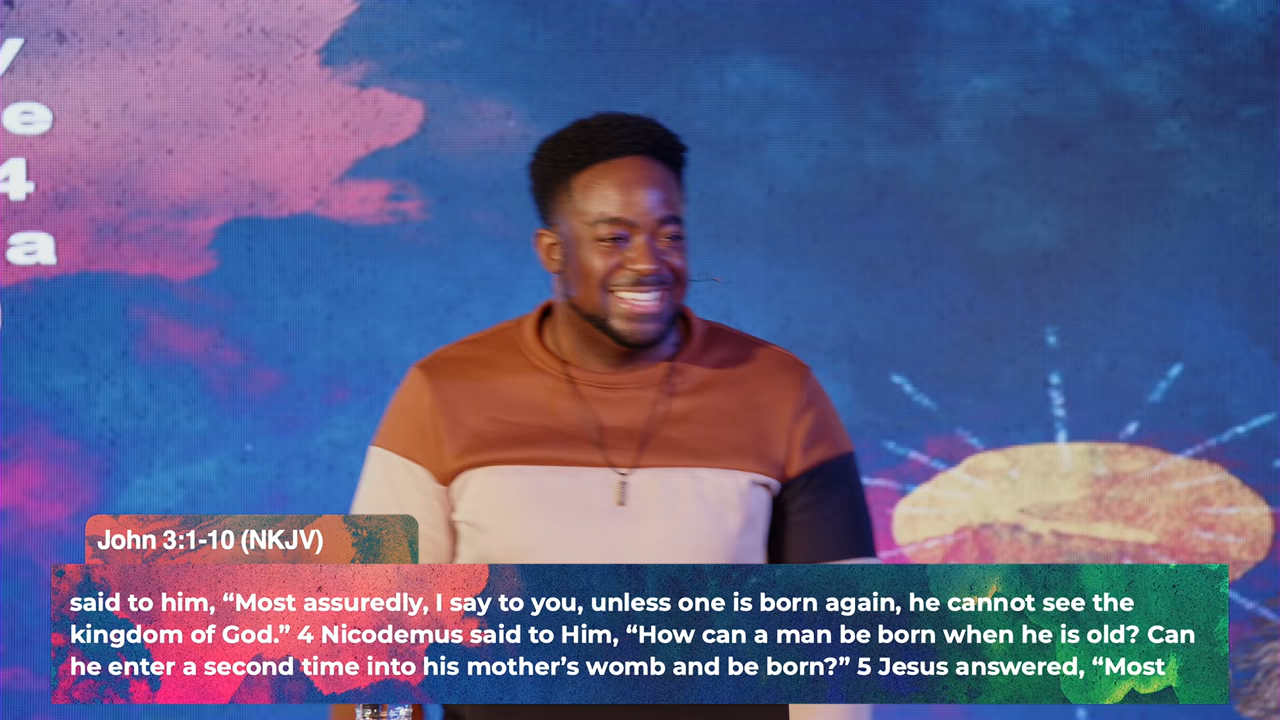 y
e
4
a
John 3:1-10 (NKJV)
said to him, “Most assuredly, I say to you, unless one is born again, he cannot see the
kingdom of God.” 4 Nicodemus said to Him, “How can a man be born when he is old? Can
he enter a second time into his mother’s womb and be born?” 5 Jesus answered, “Most